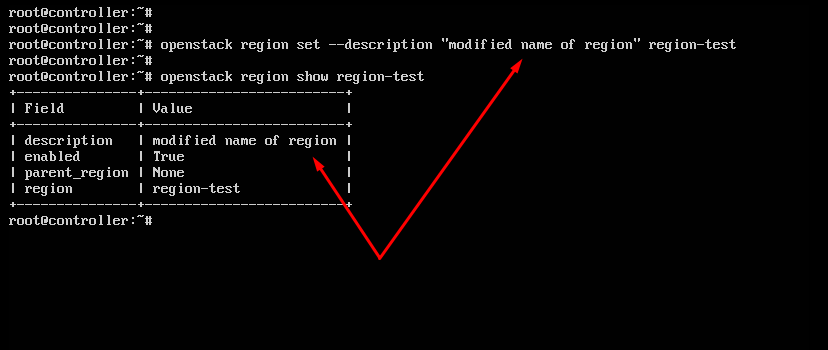 root@controller:~#
root@controller:~#
root@controller:~# openstack region set --description "modified name of region" region-test
root@controller:~#
root@controller:~# openstack region show region-test
+---------------+-------------------------+
| Field         | Value                   |
+---------------+-------------------------+
| description   | modified name of region |
| enabled       | True                    |
| parent_region | None                    |
| region        | region-test             |
+---------------+-------------------------+
root@controller:~#